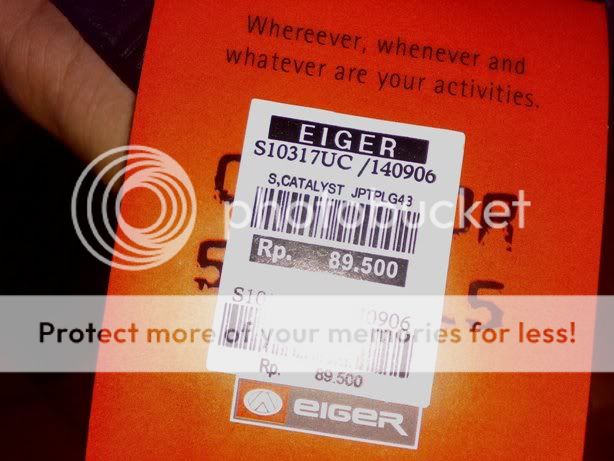 Whereever, whenever and
whatever are your activities.
EIGER
S10317UC /140906
S,CATALYST JPTPLG43
photobucket
Rp. 89.500
Protect more of your memories for less!
Rp. 89.500
EIGER